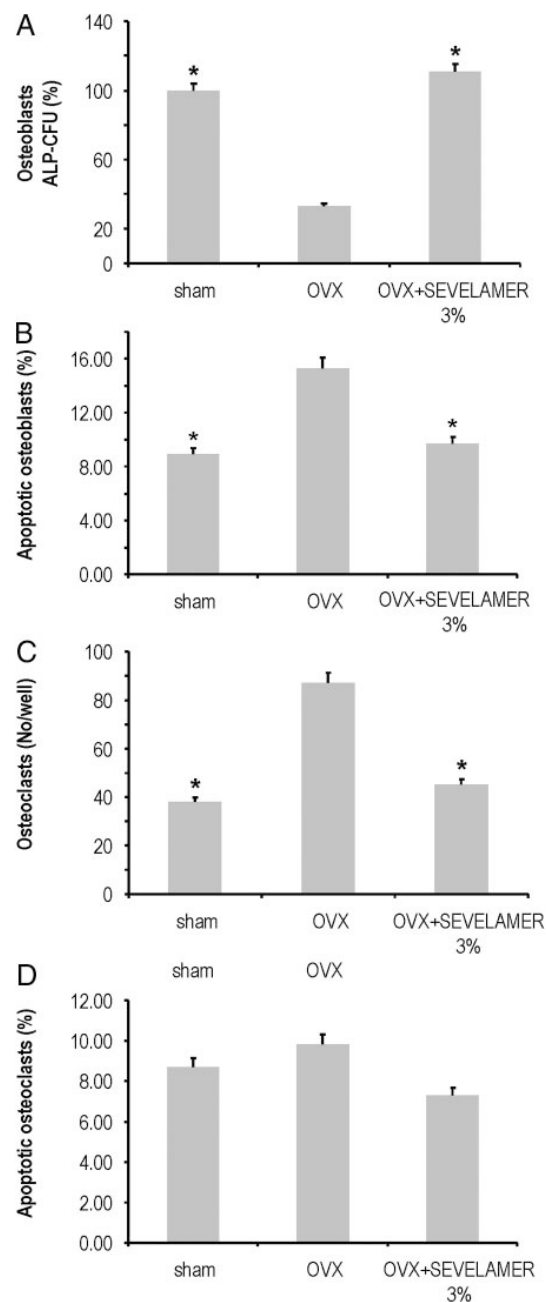 A
Osteoblasts
ALP-CFU (%)
140
100
60
20
0
*
*
sham
OVX
OVX+SEVELAMER
3%
B
Apoptotic osteoblasts (%)
16.00
12.00
8.00
4.00
0.00
*
*
sham
OVX
OVX+SEVELAMER
3%
C
Osteoclasts (No/well)
100
80
60
40
20
0
*
*
sham
OVX
OVX+SEVELAMER
3%
sham
OVX
D
Apoptotic osteoclasts (%)
12.00
10.00
8.00
6.00
4.00
2.00
0.00
sham
OVX
OVX+SEVELAMER
3%